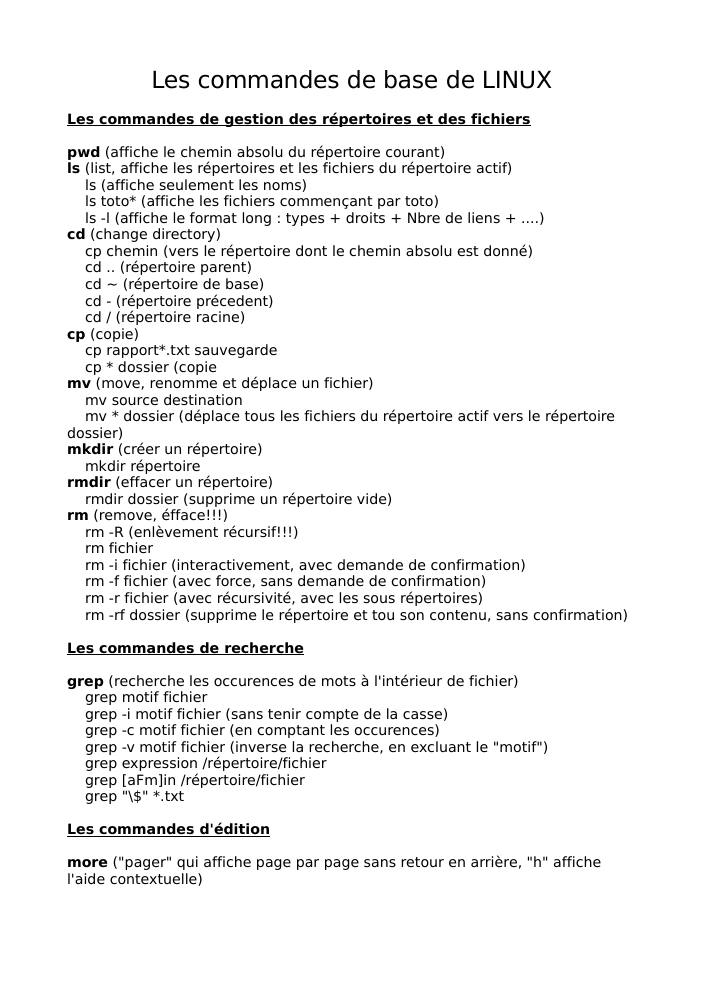 Les commandes de base de LINUX
Les commandes de gestion des répertoires et des fichiers
pwd (affiche le chemin absolu du répertoire courant)
ls (list, affiche les répertoires et les fichiers du répertoire actif)
ls (affiche seulement les noms)
ls toto* (affiche les fichiers commençant par toto)
ls -l (affiche le format long : types + droits + Nbre de liens + ....)
cd (change directory)
cp chemin (vers le répertoire dont le chemin absolu est donné)
cd .. (répertoire parent)
cd ~ (répertoire de base)
cd - (répertoire précedent)
cd / (répertoire racine)
cp (copie)
cp rapport*.txt sauvegarde
cp * dossier (copie
mv (move, renomme et déplace un fichier)
mv source destination
mv * dossier (déplace tous les fichiers du répertoire actif vers le répertoire
dossier)
mkdir (créer un répertoire)
mkdir répertoire
rmdir (effacer un répertoire)
rmdir dossier (supprime un répertoire vide)
rm (remove, éfface!!!)
rm -R (enlèvement récursif!!!)
rm fichier
rm -i fichier (interactivement, avec demande de confirmation)
rm -f fichier (avec force, sans demande de confirmation)
rm -r fichier (avec récursivité, avec les sous répertoires)
rm -rf dossier (supprime le répertoire et tou son contenu, sans confirmation)
Les commandes de recherche
grep (recherche les occurences de mots à l'intérieur de fichier)
grep motif fichier
grep -i motif fichier (sans tenir compte de la casse)
grep -c motif fichier (en comptant les occurences)
grep -v motif fichier (inverse la recherche, en excluant le "motif")
grep expression /répertoire/fichier
grep [aFm]in /répertoire/fichier
grep "\$" *.txt
Les commandes d'édition
more ("pager" qui affiche page par page sans retour en arrière, "h" affiche
l'aide contextuelle)